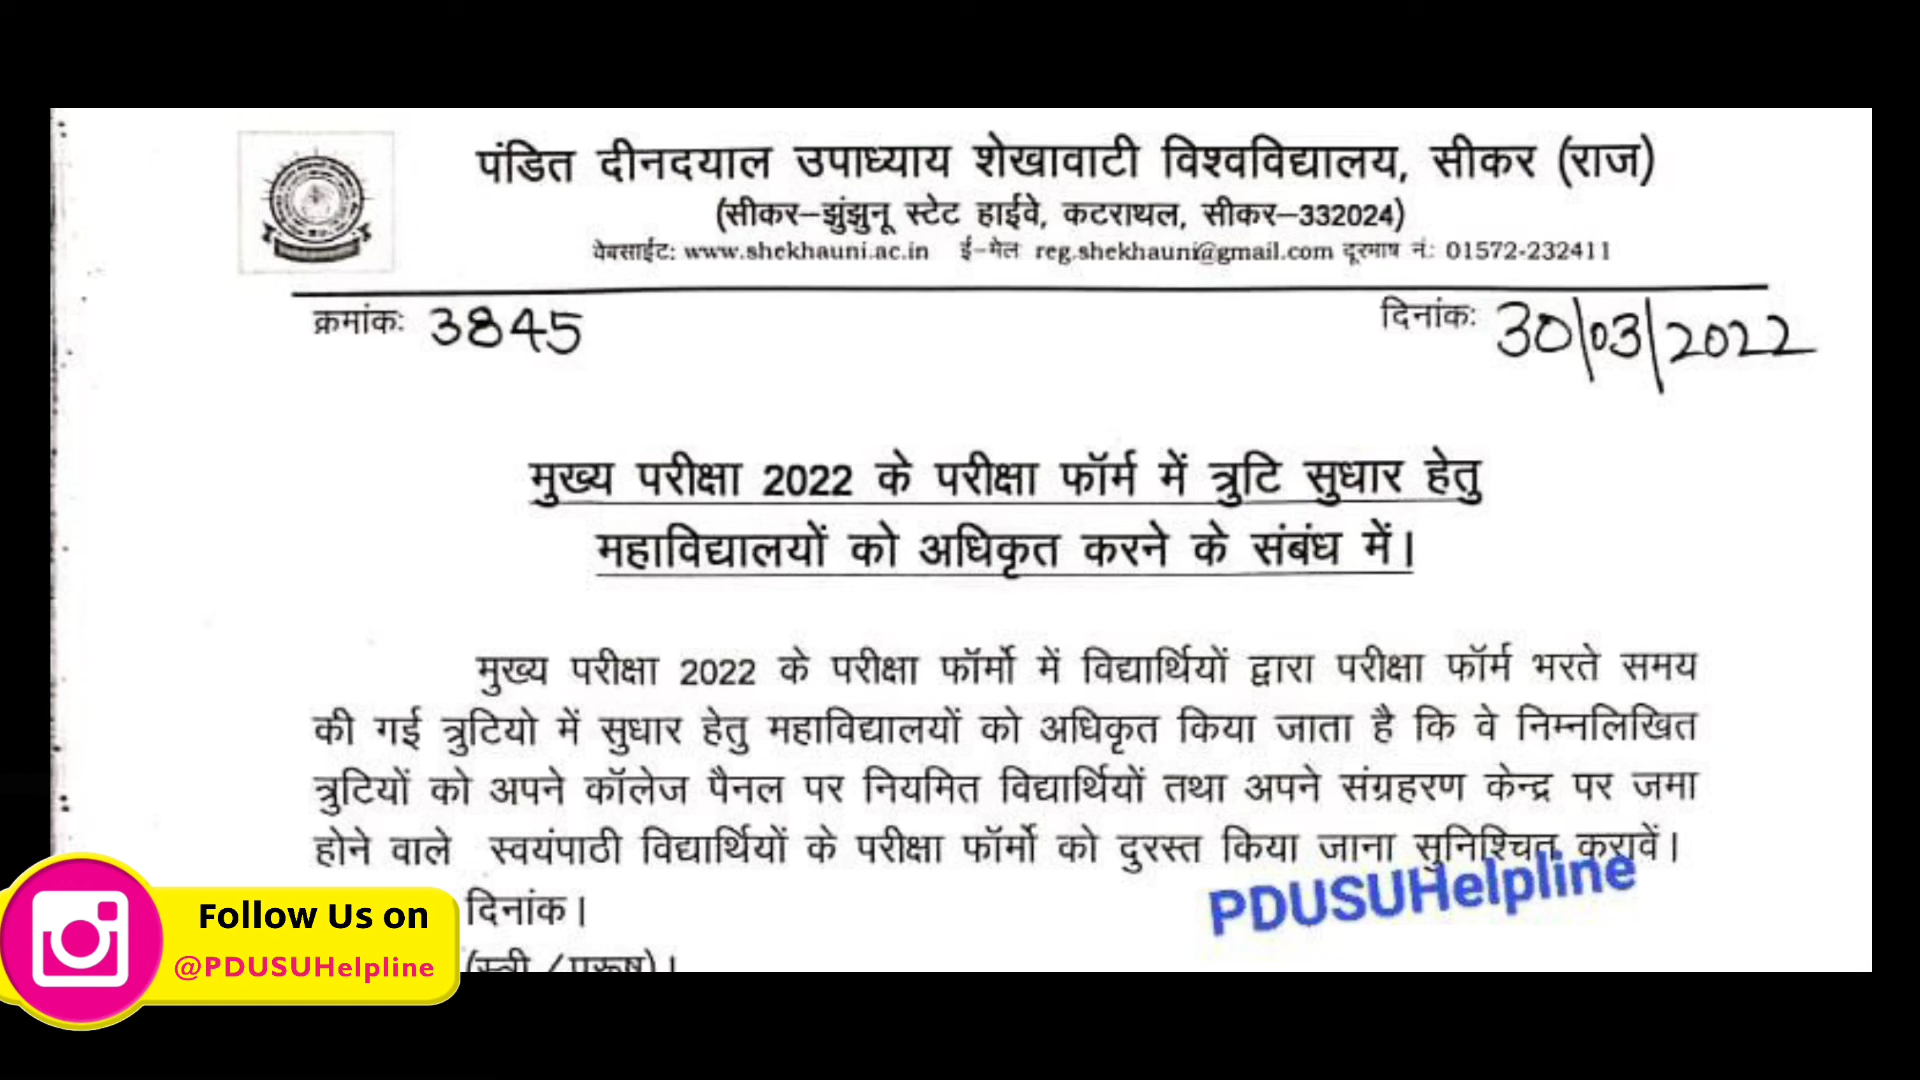 पंडित दीनदयाल उपाध्याय शेखावाटी विश्वविद्यालय, सीकर (राज)
(सीकर–झुंझुनू स्टेट हाईवे, कटराथल, सीकर–332024)
वेबसाईट: www.shekhauni.ac.in ई–मेल reg.shekhauni@gmail.com दूरभाष नं: 01572-232411
क्रमांक: 3845
दिनांक: 30/03/2022
मुख्य परीक्षा 2022 के परीक्षा फॉर्म में त्रुटि सुधार हेतु
महाविद्यालयों को अधिकृत करने के संबंध में।
मुख्य परीक्षा 2022 के परीक्षा फॉर्मो में विद्यार्थियों द्वारा परीक्षा फॉर्म भरते समय
की गई त्रुटियो में सुधार हेतु महाविद्यालयों को अधिकृत किया जाता है कि वे निम्नलिखित
त्रुटियों को अपने कॉलेज पैनल पर नियमित विद्यार्थियों तथा अपने संग्रहरण केन्द्र पर जमा
होने वाले स्वयंपाठी विद्यार्थियों के परीक्षा फॉर्मो को दुरस्त किया जाना सुनिश्चित करावें।
PDUSUHelpline
दिनांक।
(स्त्री / पुरूष)।
Follow Us on
@PDUSUHelpline